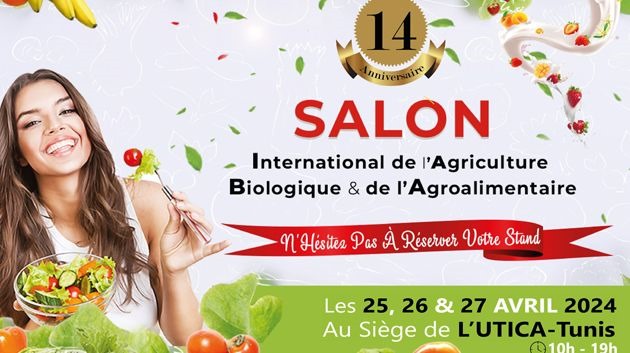 14
Anniversaire
SALON
International de l'Agriculture
Biologique & de l'Agroalimentaire
N'Hésitez Pas À Réserver Votre Stand
Les 25, 26 & 27 AVRIL 2024
Au Siège de L'UTICA-Tunis
10h - 19h